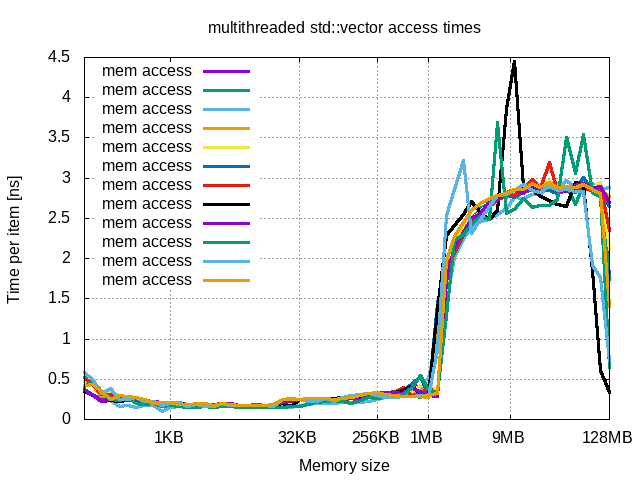 multithreaded std::vector access times
Time per item [ns]
4.5
4
3.5
3
2.5
2
1.5
1
0.5
0
mem access
mem access
mem access
mem access
mem access
mem access
mem access
mem access
mem access
mem access
mem access
mem access
1KB 32KB 256KB 1MB 9MB 128MB
Memory size